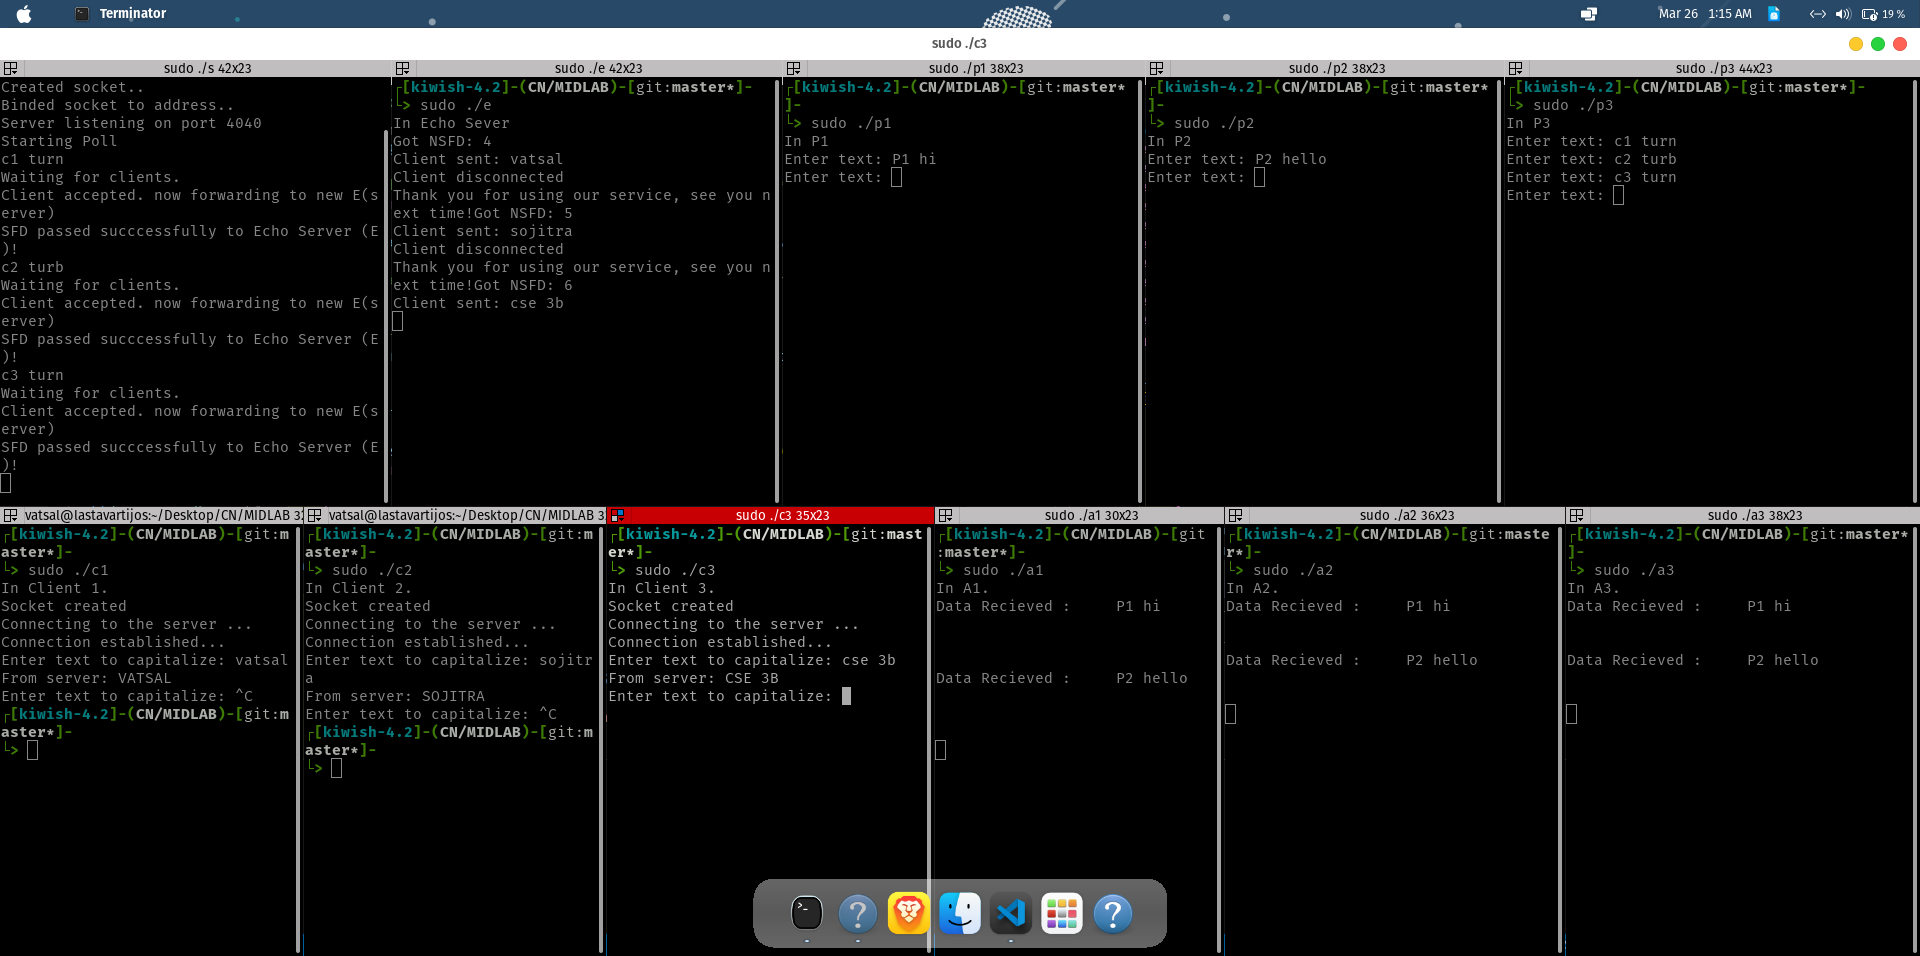 Terminator
Mar 26 1:15 AM
19 %
sudo ./c3
sudo ./s 42x23
Created socket..
Binded socket to address..
Server listening on port 4040
Starting Poll
c1 turn
Waiting for clients.
Client accepted. now forwarding to new E(s
erver)
SFD passed succcessfully to Echo Server (E
)!
c2 turb
Waiting for clients.
Client accepted. now forwarding to new E(s
erver)
SFD passed succcessfully to Echo Server (E
)!
c3 turn
Waiting for clients.
Client accepted. now forwarding to new E(s
erver)
SFD passed succcessfully to Echo Server (E
)!
sudo ./e 42x23
┌[kiwish-4.2]-(CN/MIDLAB)-[git:master*]-
└> sudo ./e
In Echo Sever
Got NSFD: 4
Client sent: vatsal
Client disconnected
Thank you for using our service, see you n
ext time!Got NSFD: 5
Client sent: sojitra
Client disconnected
Thank you for using our service, see you n
ext time!Got NSFD: 6
Client sent: cse 3b
sudo ./p1 38x23
┌[kiwish-4.2]-(CN/MIDLAB)-[git:master*
]-
└> sudo ./p1
In P1
Enter text: P1 hi
Enter text:
sudo ./p2 38x23
┌[kiwish-4.2]-(CN/MIDLAB)-[git:master*
]-
└> sudo ./p2
In P2
Enter text: P2 hello
Enter text:
sudo ./p3 44x23
┌[kiwish-4.2]-(CN/MIDLAB)-[git:master*]-
└> sudo ./p3
In P3
Enter text: c1 turn
Enter text: c2 turb
Enter text: c3 turn
Enter text:
vatsal@lastavartijos:~/Desktop/CN/MIDLAB 32
┌[kiwish-4.2]-(CN/MIDLAB)-[git:m
aster*]-
└> sudo ./c1
In Client 1.
Socket created
Connecting to the server ...
Connection established...
Enter text to capitalize: vatsal
From server: VATSAL
Enter text to capitalize: ^C
┌[kiwish-4.2]-(CN/MIDLAB)-[git:m
aster*]-
└>
vatsal@lastavartijos:~/Desktop/CN/MIDLAB 3
┌[kiwish-4.2]-(CN/MIDLAB)-[git:m
aster*]-
└> sudo ./c2
In Client 2.
Socket created
Connecting to the server ...
Connection established...
Enter text to capitalize: sojitr
a
From server: SOJITRA
Enter text to capitalize: ^C
┌[kiwish-4.2]-(CN/MIDLAB)-[git:m
aster*]-
└>
sudo ./c3 35x23
┌[kiwish-4.2]-(CN/MIDLAB)-[git:mast
er*]-
└> sudo ./c3
In Client 3.
Socket created
Connecting to the server ...
Connection established...
Enter text to capitalize: cse 3b
From server: CSE 3B
Enter text to capitalize:
sudo ./a1 30x23
┌[kiwish-4.2]-(CN/MIDLAB)-[git
:master*]-
└> sudo ./a1
In A1.
Data Recieved : P1 hi
Data Recieved : P2 hello
sudo ./a2 36x23
┌[kiwish-4.2]-(CN/MIDLAB)-[git:maste
r*]-
└> sudo ./a2
In A2.
Data Recieved : P1 hi
Data Recieved : P2 hello
sudo ./a3 38x23
┌[kiwish-4.2]-(CN/MIDLAB)-[git:master*
]-
└> sudo ./a3
In A3.
Data Recieved : P1 hi
Data Recieved : P2 hello